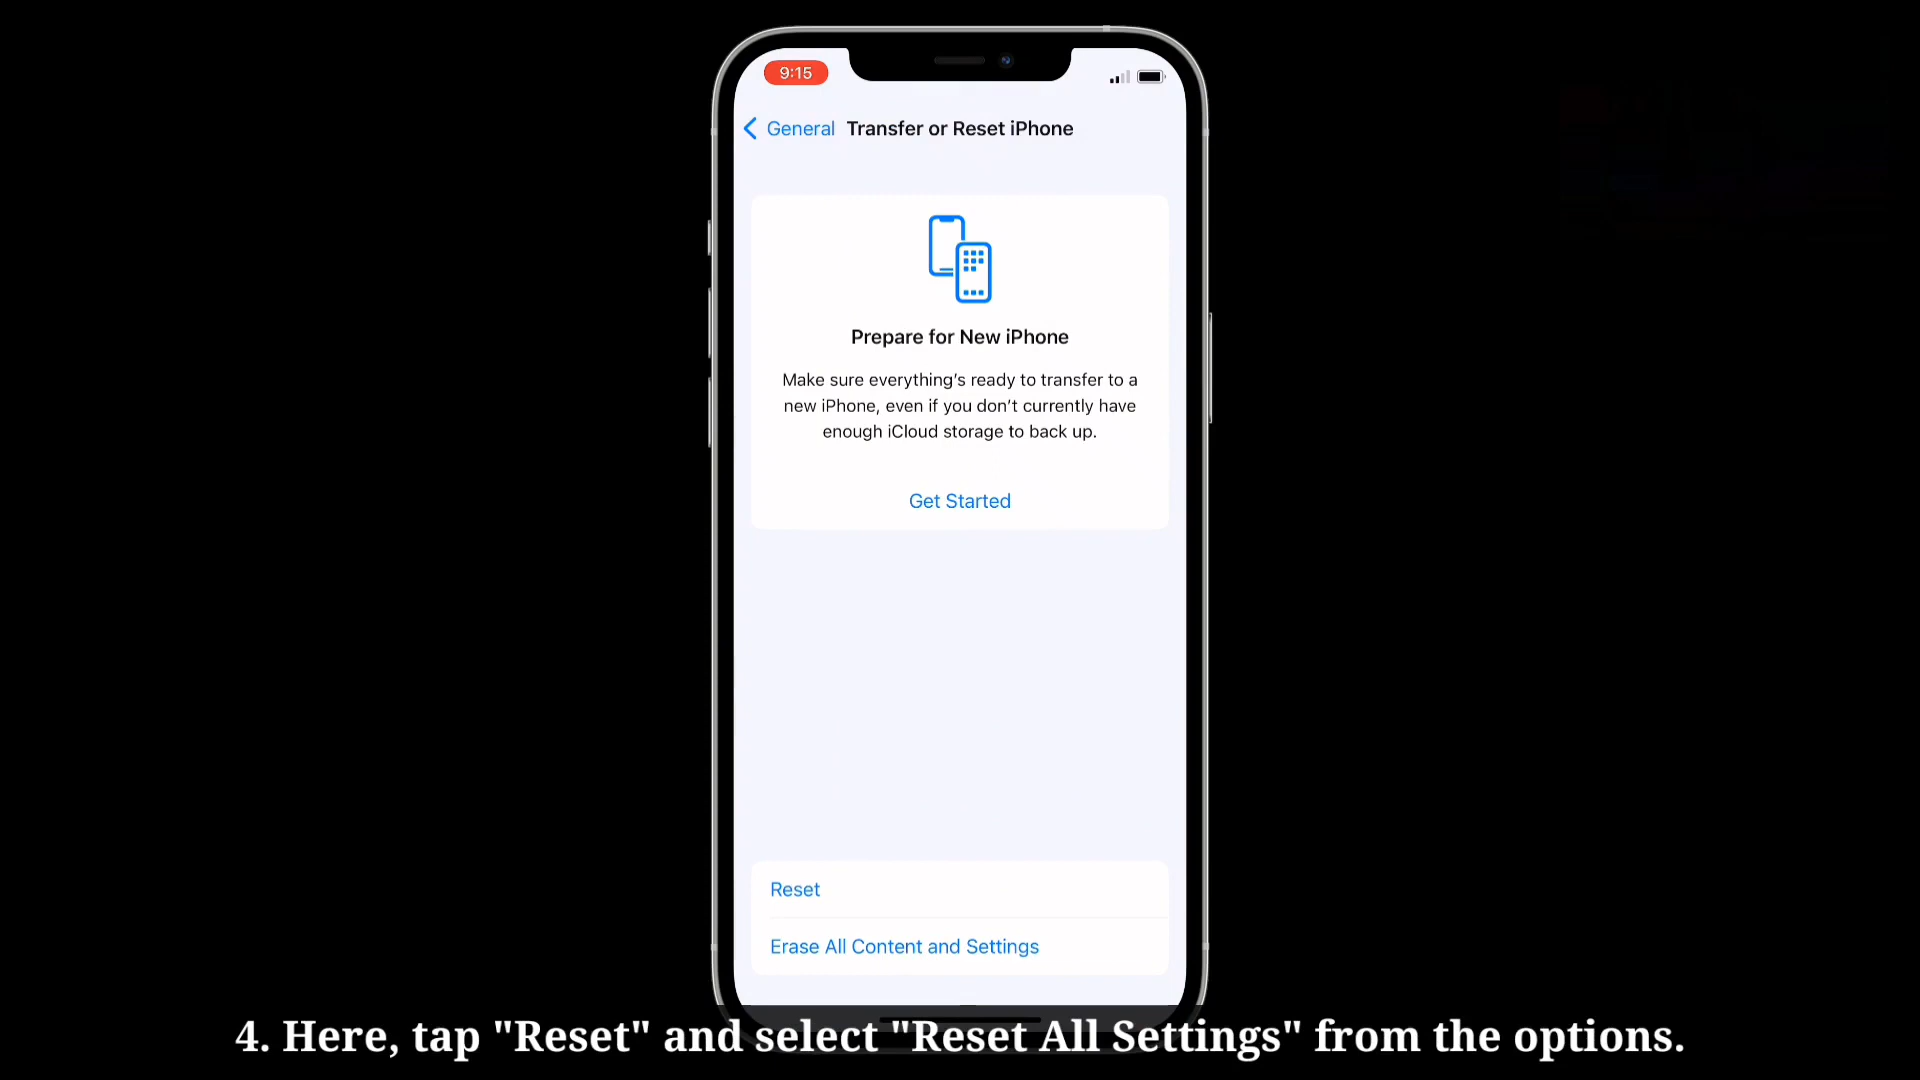 9:15
General Transfer or Reset iPhone
Prepare for New iPhone
Make sure everything's ready to transfer to a
new iPhone, even if you don't currently have
enough iCloud storage to back up.
Get Started
Reset
Erase All Content and Settings
4. Here, tap "Reset" and select "Reset All Settings" from the options.